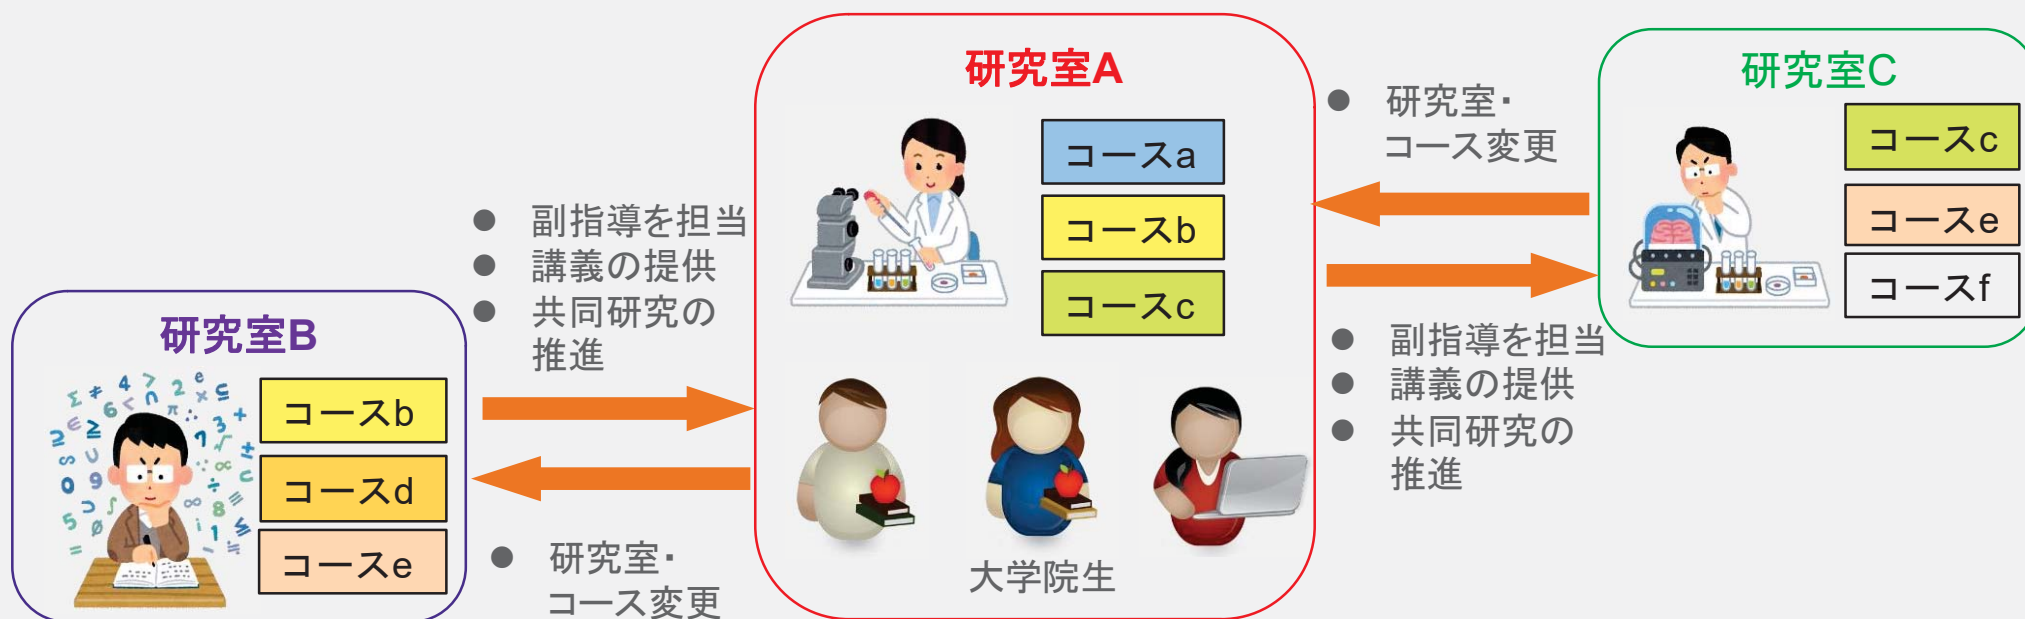 研究室B
コースb
コースd
コースe
● 副指導を担当
● 講義の提供
● 共同研究の
推進
● 研究室・
コース変更
研究室A
コースa
コースb
コースc
大学院生
● 研究室・
コース変更
● 副指導を担当
● 講義の提供
● 共同研究の
推進
研究室C
コースc
コースe
コースf